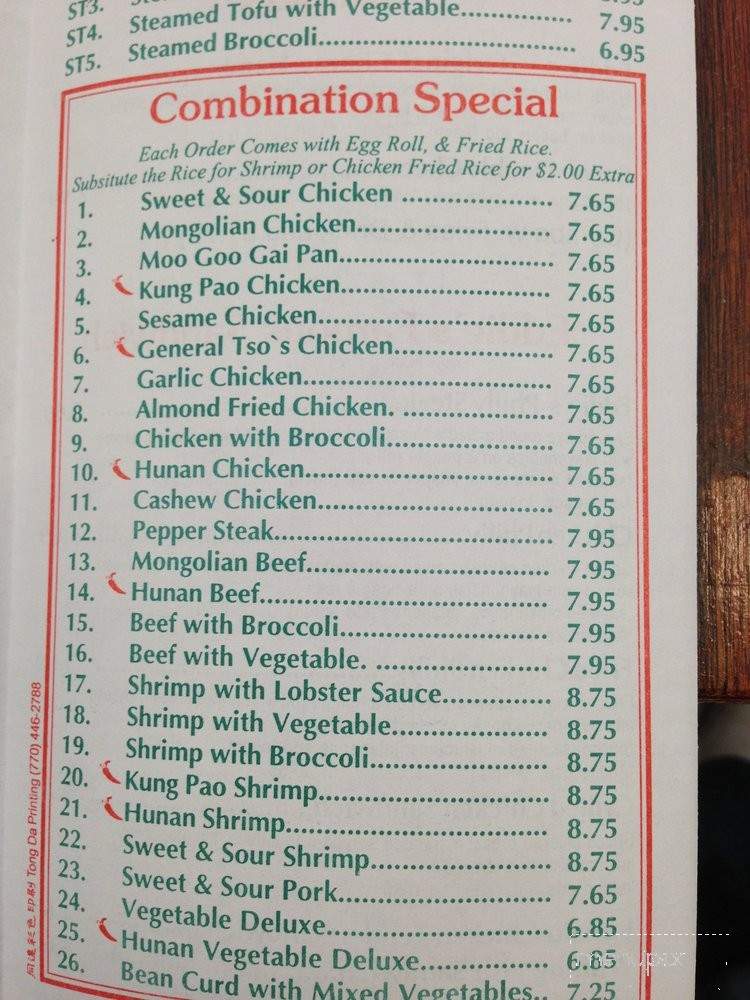 ST3.
ST4. Steamed Tofu with Vegetable.................. 7.95
ST5. Steamed Broccoli....................................... 6.95
Combination Special
Each Order Comes with Egg Roll, & Fried Rice.
Subsitute the Rice for Shrimp or Chicken Fried Rice for $2.00 Extra
1. Sweet & Sour Chicken ....................... 7.65
2. Mongolian Chicken............................. 7.65
3. Moo Goo Gai Pan................................ 7.65
4. Kung Pao Chicken............................... 7.65
5. Sesame Chicken................................... 7.65
6. General Tso`s Chicken....................... 7.65
7. Garlic Chicken..................................... 7.65
8. Almond Fried Chicken. ...................... 7.65
9. Chicken with Broccoli........................ 7.65
10. Hunan Chicken.................................... 7.65
11. Cashew Chicken.................................. 7.65
12. Pepper Steak......................................... 7.95
13. Mongolian Beef................................... 7.95
14. Hunan Beef.......................................... 7.95
15. Beef with Broccoli............................... 7.95
16. Beef with Vegetable. .......................... 7.95
17. Shrimp with Lobster Sauce................ 8.75
18. Shrimp with Vegetable....................... 8.75
19. Shrimp with Broccoli.......................... 8.75
20. Kung Pao Shrimp.................................. 8.75
21. Hunan Shrimp....................................... 8.75
22. Sweet & Sour Shrimp.......................... 8.75
23. Sweet & Sour Pork............................... 7.65
24. Vegetable Deluxe................................. 6.85
25. Hunan Vegetable Deluxe................... 6.85
26. Bean Curd with Mixed Vegetables.. 7.25
彩色印刷 Tong Da Printing (770) 446-2788